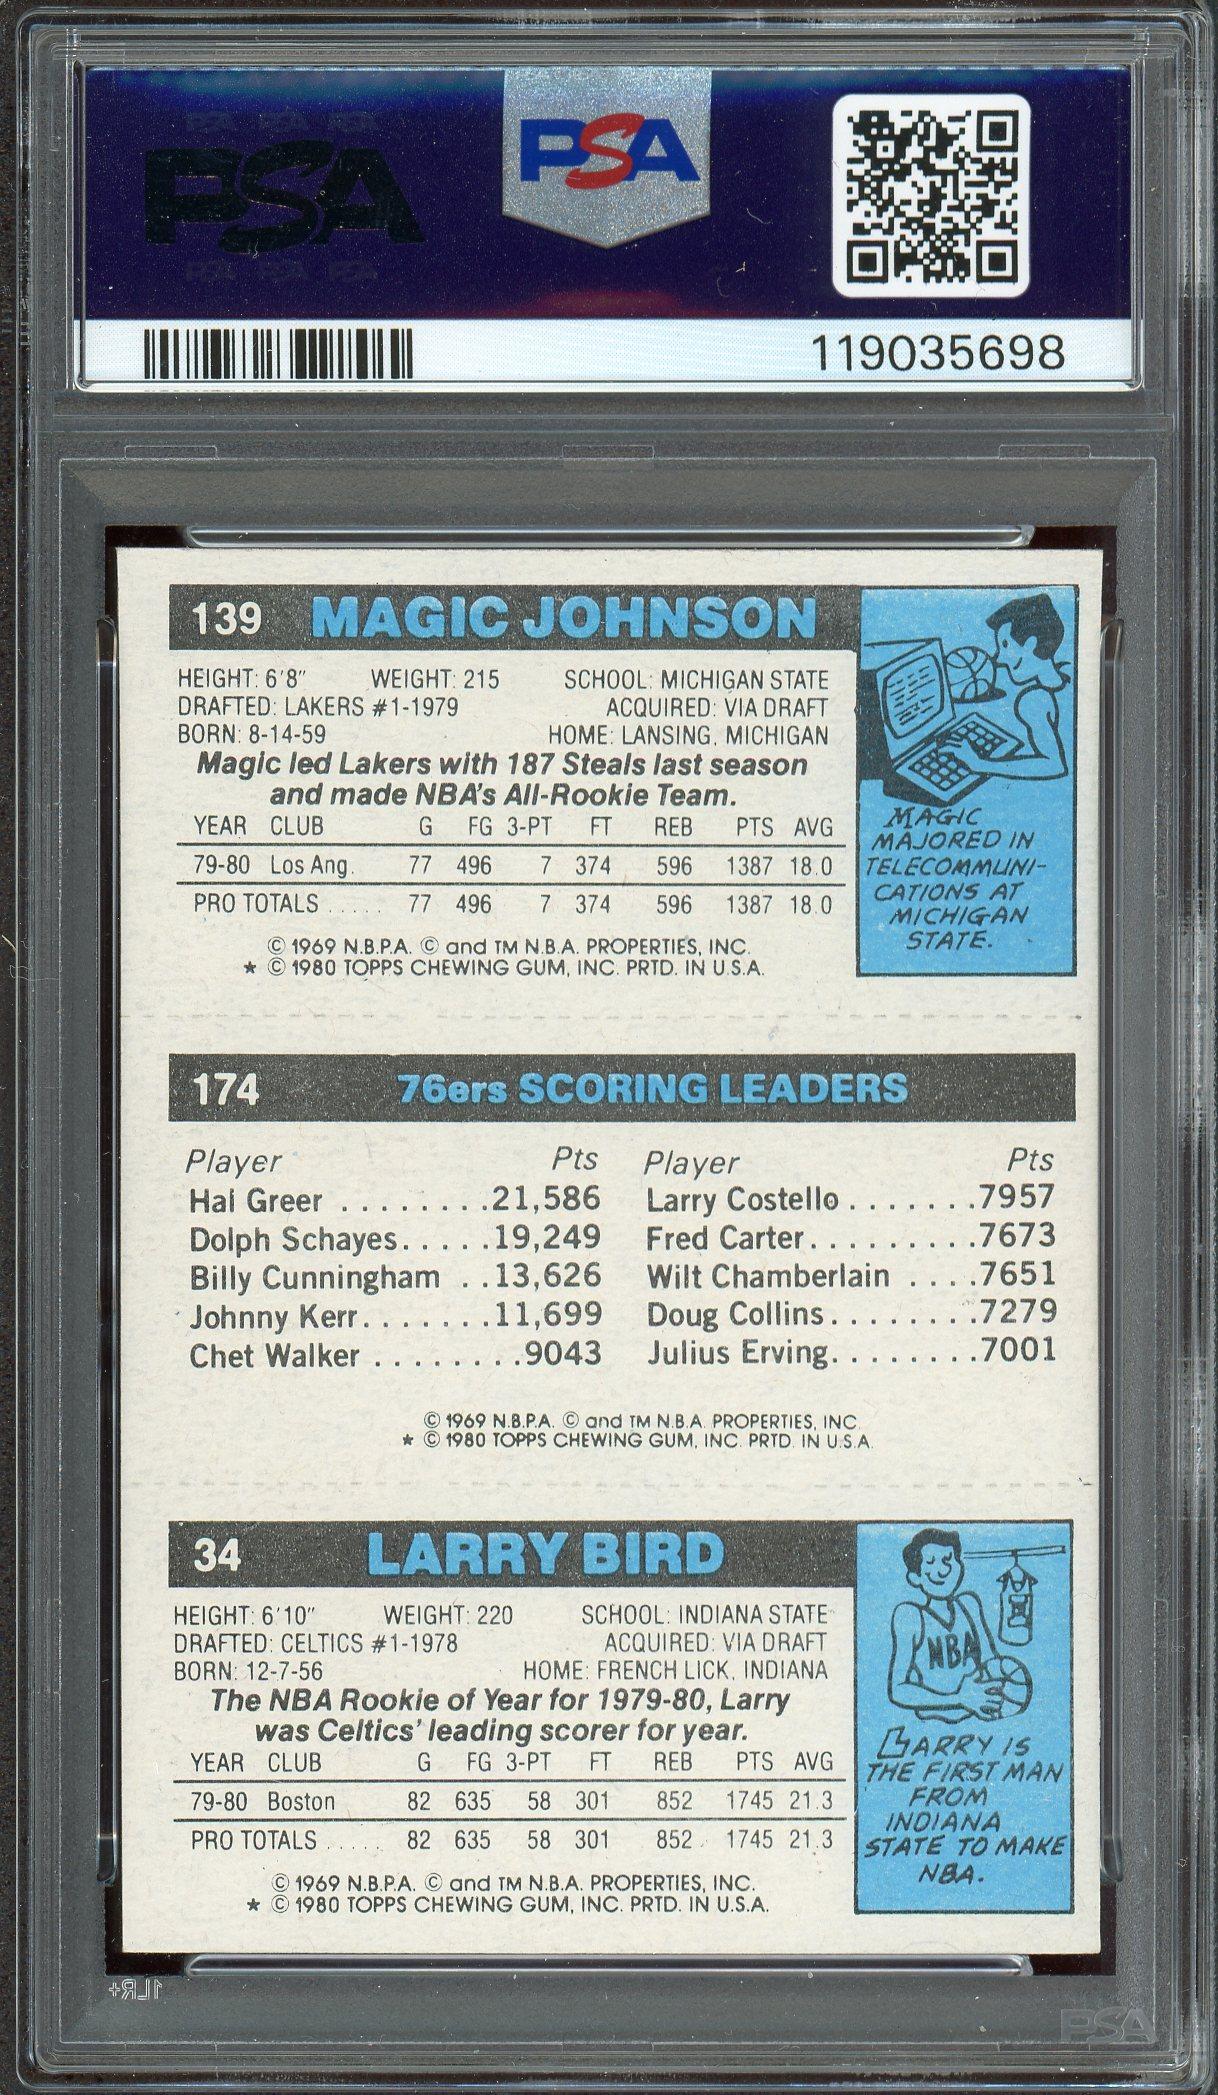 PSA
PSA
119035698
139 MAGIC JOHNSON
HEIGHT: 6'8" WEIGHT: 215 SCHOOL: MICHIGAN STATE
DRAFTED: LAKERS #1-1979 ACQUIRED: VIA DRAFT
BORN: 8-14-59 HOME: LANSING, MICHIGAN
Magic led Lakers with 187 Steals last season
and made NBA's All-Rookie Team.
YEAR CLUB G FG 3-PT FT REB PTS AVG
79-80 Los Ang. 77 496 7 374 596 1387 18.0
PRO TOTALS ..... 77 496 7 374 596 1387 18.0
© 1969 N.B.P.A. © and TM N.B.A. PROPERTIES, INC.
* © 1980 TOPPS CHEWING GUM, INC. PRTD. IN U.S.A.
MAGIC
MAJORED IN
TELECOMMUNI-
CATIONS AT
MICHIGAN
STATE.
174 76ers SCORING LEADERS
Player Pts Player Pts
Hal Greer ........21,586 Larry Costello.......7957
Dolph Schayes.....19,249 Fred Carter.........7673
Billy Cunningham ..13,626 Wilt Chamberlain ....7651
Johnny Kerr.......11,699 Doug Collins........7279
Chet Walker ........9043 Julius Erving........7001
© 1969 N.B.P.A. © and TM N.B.A. PROPERTIES, INC.
* © 1980 TOPPS CHEWING GUM, INC. PRTD. IN U.S.A.
34 LARRY BIRD
HEIGHT: 6'10" WEIGHT: 220 SCHOOL: INDIANA STATE
DRAFTED: CELTICS #1-1978 ACQUIRED: VIA DRAFT
BORN: 12-7-56 HOME: FRENCH LICK, INDIANA
The NBA Rookie of Year for 1979-80, Larry
was Celtics' leading scorer for year.
YEAR CLUB G FG 3-PT FT REB PTS AVG
79-80 Boston 82 635 58 301 852 1745 21.3
PRO TOTALS ..... 82 635 58 301 852 1745 21.3
© 1969 N.B.P.A. © and TM N.B.A. PROPERTIES, INC.
* © 1980 TOPPS CHEWING GUM, INC. PRTD. IN U.S.A.
NBA
LARRY IS
THE FIRST MAN
FROM
INDIANA
STATE TO MAKE
NBA.
1LR+
PSA